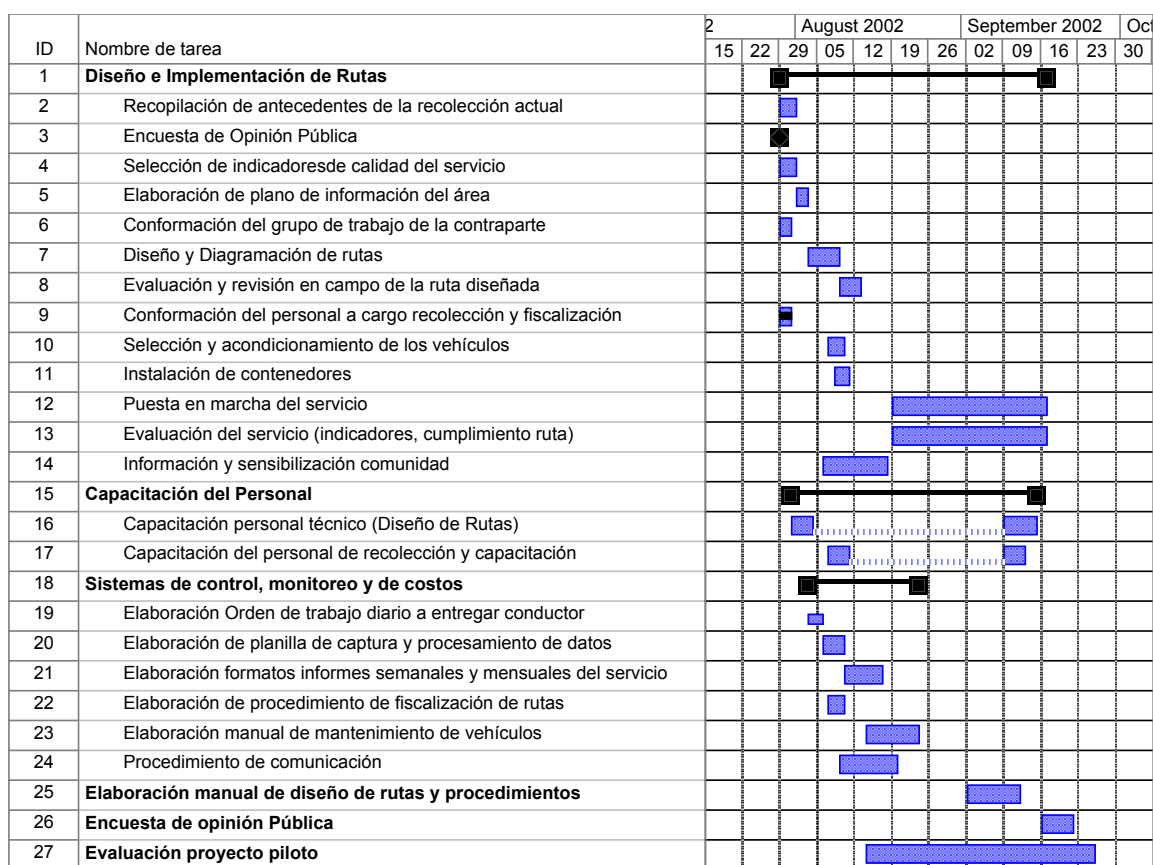 2 August 2002 September 2002 Oct
ID Nombre de tarea 15 22 29 05 12 19 26 02 09 16 23 30
1 Diseño e Implementación de Rutas
2 Recopilación de antecedentes de la recolección actual
3 Encuesta de Opinión Pública
4 Selección de indicadoresde calidad del servicio
5 Elaboración de plano de información del área
6 Conformación del grupo de trabajo de la contraparte
7 Diseño y Diagramación de rutas
8 Evaluación y revisión en campo de la ruta diseñada
9 Conformación del personal a cargo recolección y fiscalización
10 Selección y acondicionamiento de los vehículos
11 Instalación de contenedores
12 Puesta en marcha del servicio
13 Evaluación del servicio (indicadores, cumplimiento ruta)
14 Información y sensibilización comunidad
15 Capacitación del Personal
16 Capacitación personal técnico (Diseño de Rutas)
17 Capacitación del personal de recolección y capacitación
18 Sistemas de control, monitoreo y de costos
19 Elaboración Orden de trabajo diario a entregar conductor
20 Elaboración de planilla de captura y procesamiento de datos
21 Elaboración formatos informes semanales y mensuales del servicio
22 Elaboración de procedimiento de fiscalización de rutas
23 Elaboración manual de mantenimiento de vehículos
24 Procedimiento de comunicación
25 Elaboración manual de diseño de rutas y procedimientos
26 Encuesta de opinión Pública
27 Evaluación proyecto piloto